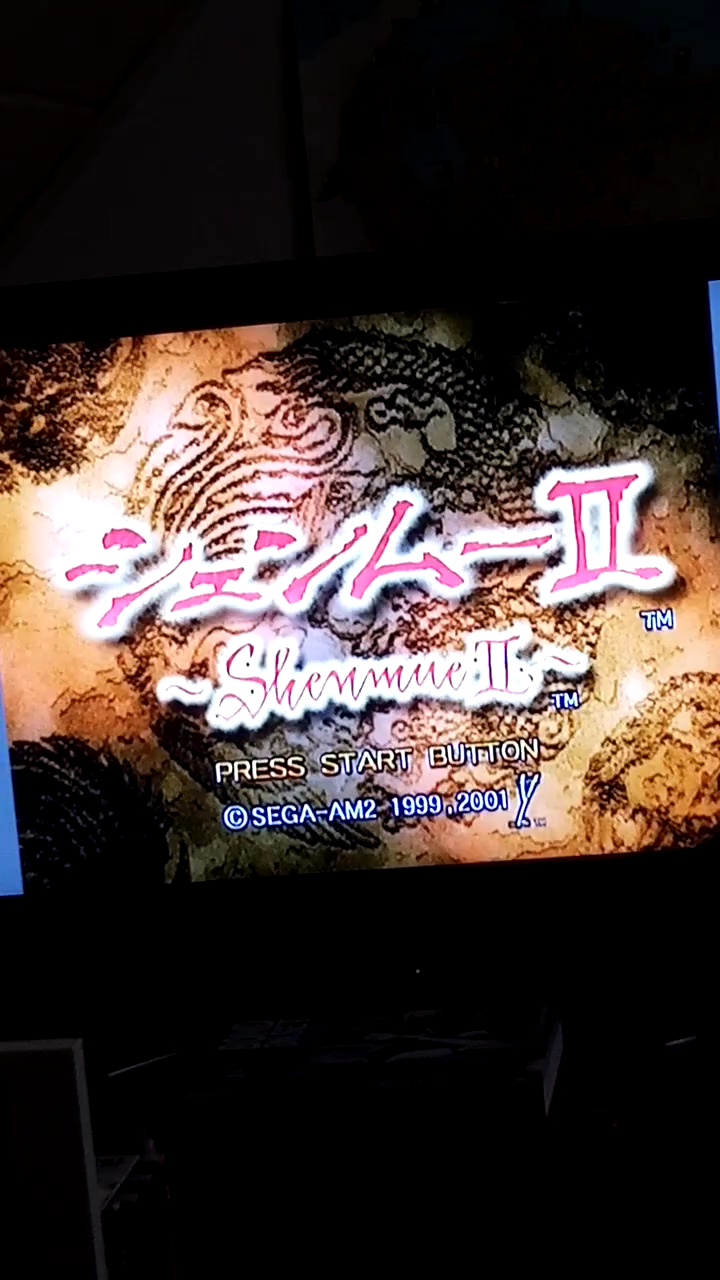 シェンムーII
TM
~Shenmue II~
TM
PRESS START BUTTON
©SEGA-AM2 1999,2001